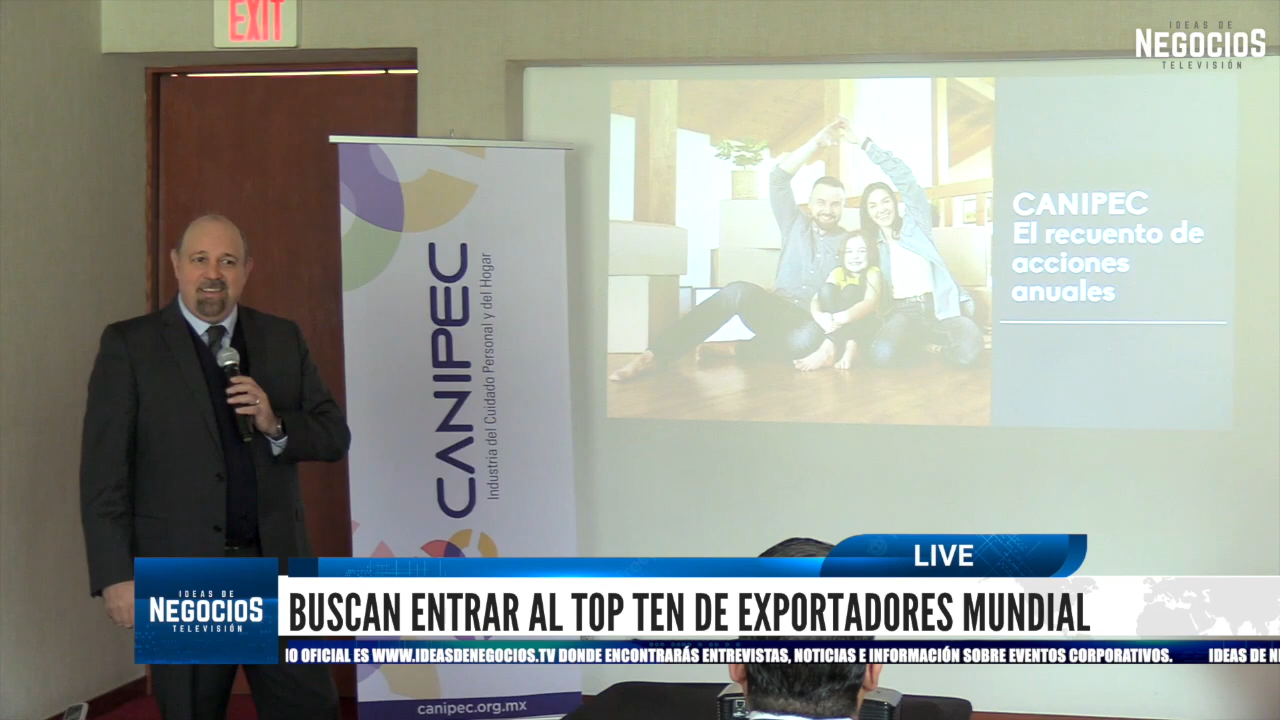 EXIT
IDEAS DE
NEGOCIOS
TELEVISIÓN
CANIPEC
Industria del Cuidado Personal y del Hogar
canipec.org.mx
CANIPEC
El recuento de
acciones
anuales
LIVE
IDEAS DE
NEGOCIOS
TELEVISIÓN
BUSCAN ENTRAR AL TOP TEN DE EXPORTADORES MUNDIAL
IO OFICIAL ES WWW.IDEASDENEGOCIOS.TV DONDE ENCONTRARÁS ENTREVISTAS, NOTICIAS E INFORMACIÓN SOBRE EVENTOS CORPORATIVOS. IDEAS DE NE